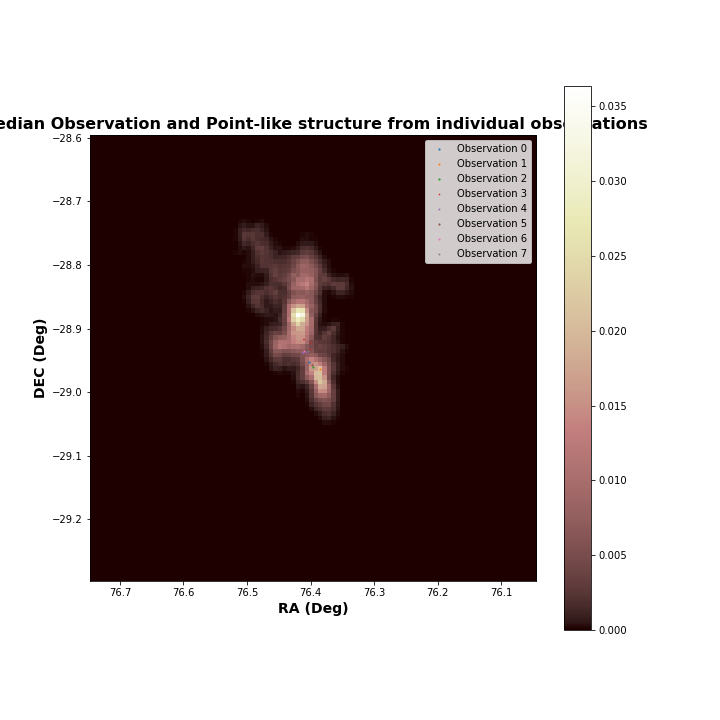 edian Observation and Point-like structure from individual obs ations
−28.6
−28.7
−28.8
−28.9
−29.0
−29.1
−29.2
DEC (Deg)
76.7 76.6 76.5 76.4 76.3 76.2 76.1
RA (Deg)
Observation 0
Observation 1
Observation 2
Observation 3
Observation 4
Observation 5
Observation 6
Observation 7
0.035
0.030
0.025
0.020
0.015
0.010
0.005
0.000